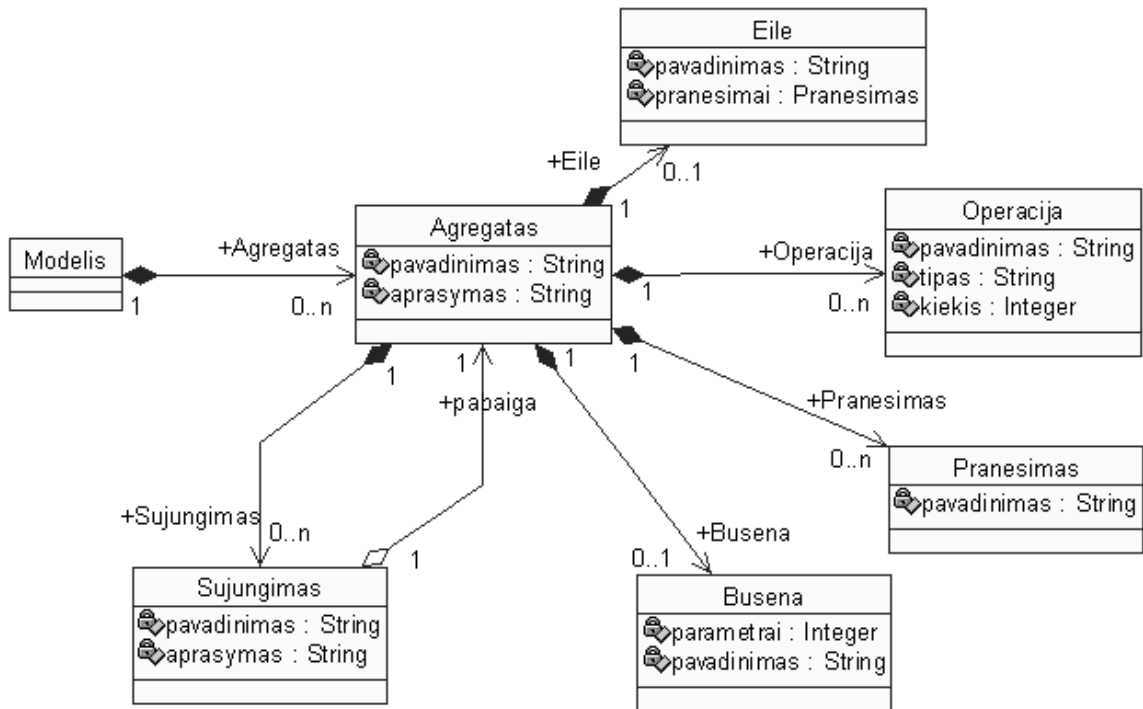 Eile
pavadinimas : String
pranesimai : Pranesimas
+Eile
0..1
1
Modelis
1
+Agregatas
0..n
Agregatas
pavadinimas : String
aprasymas : String
1
+Operacija
0..n
Operacija
pavadinimas : String
tipas : String
kiekis : Integer
1
1
1
1
+pabaiga
+Pranesimas
0..n
Pranesimas
pavadinimas : String
+Sujungimas
0..n
1
Sujungimas
pavadinimas : String
aprasymas : String
+Busena
0..1
Busena
parametrai : Integer
pavadinimas : String